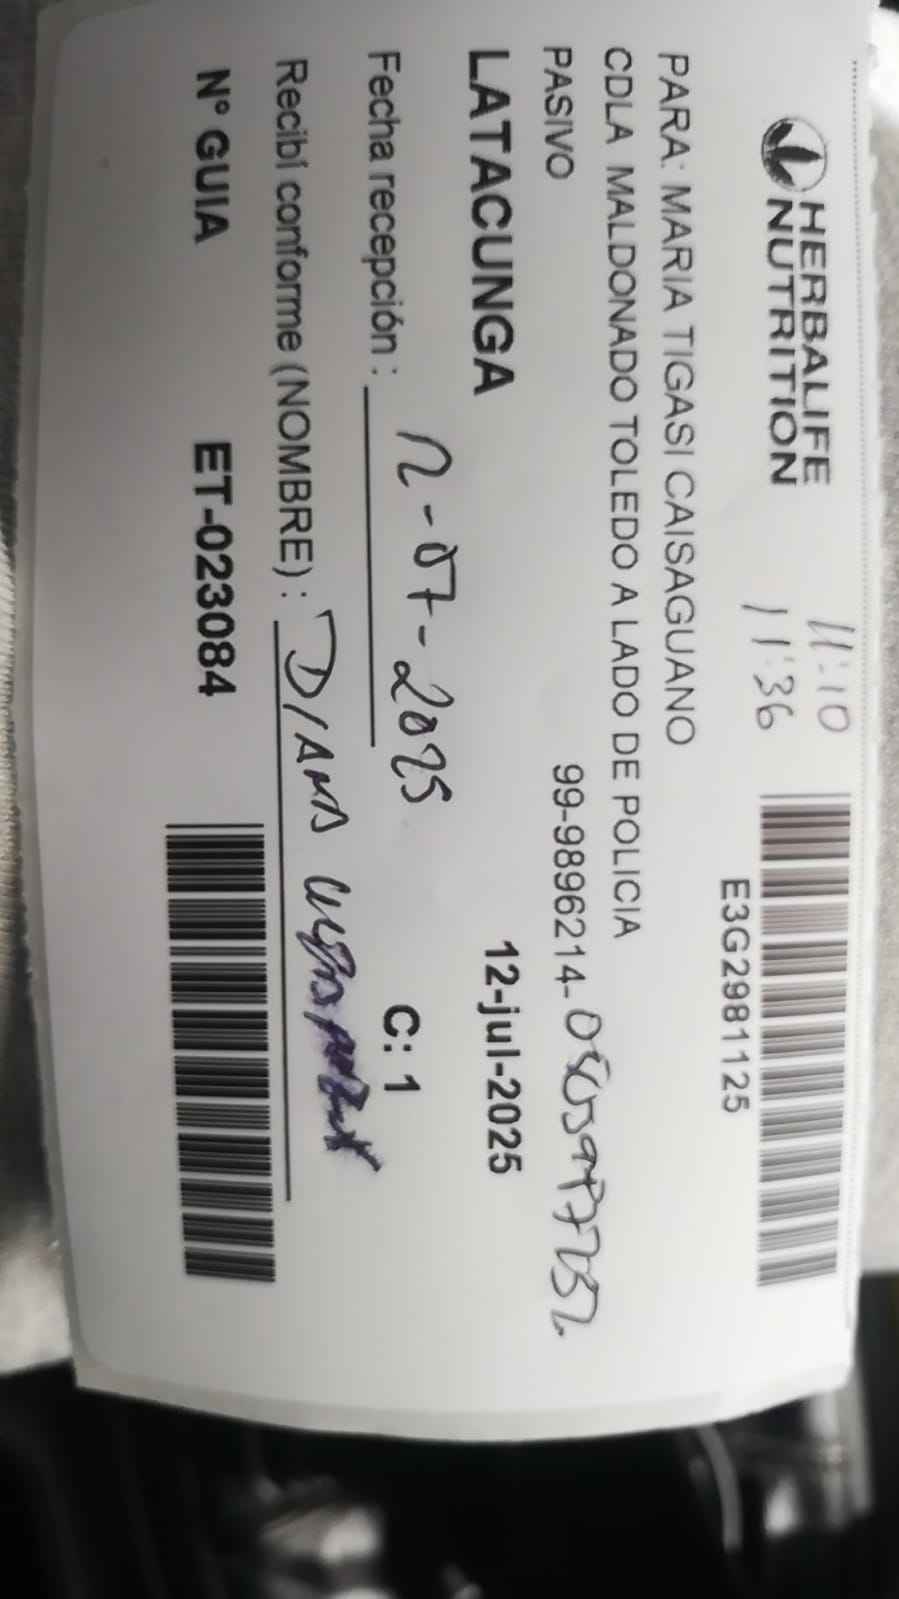 HERBALIFE
NUTRITION
11:10
11:36
E3G2981125
PARA: MARIA TIGASI CAISAGUANO
CDLA MALDONADO TOLEDO A LADO DE POLICIA
PASIVO
99-9896214-
LATACUNGA
12-jul-2025
Fecha recepción : 12-07-2025
C: 1
Recibí conforme (NOMBRE) : DIANA
Nº GUIA
ET-023084